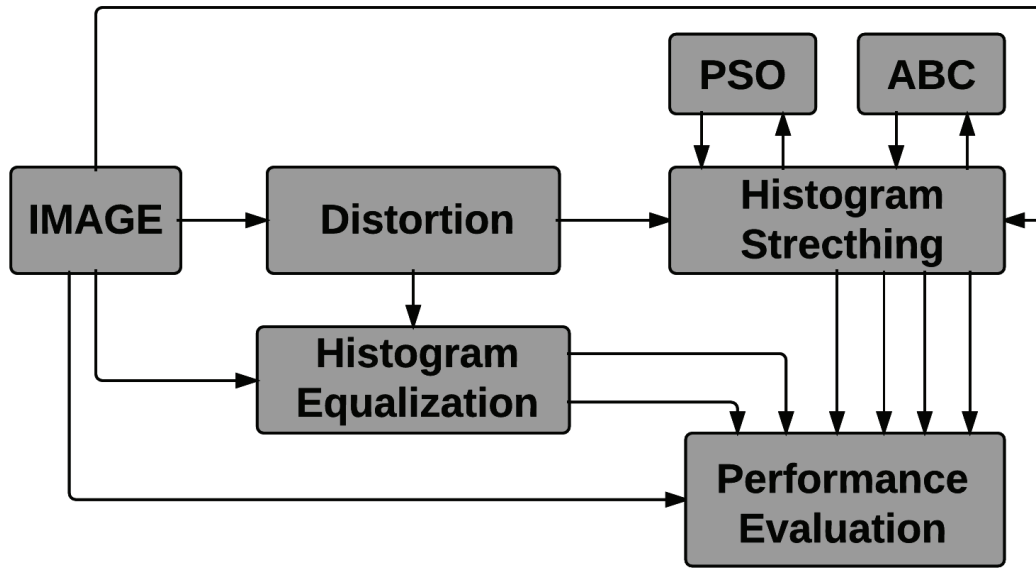 PSO
ABC
IMAGE
Distortion
Histogram
Strecthing
Histogram
Equalization
Performance
Evaluation